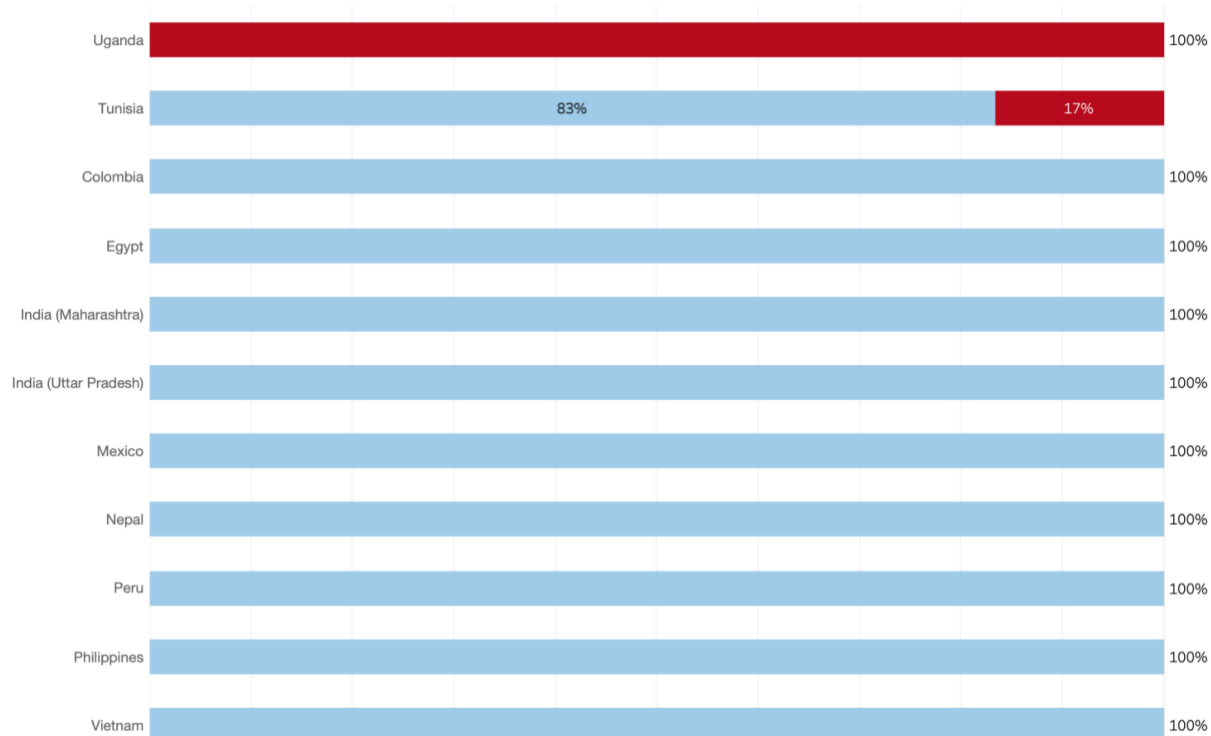 Uganda 100%
Tunisia 83% 17%
Colombia 100%
Egypt 100%
India (Maharashtra) 100%
India (Uttar Pradesh) 100%
Mexico 100%
Nepal 100%
Peru 100%
Philippines 100%
Vietnam 100%